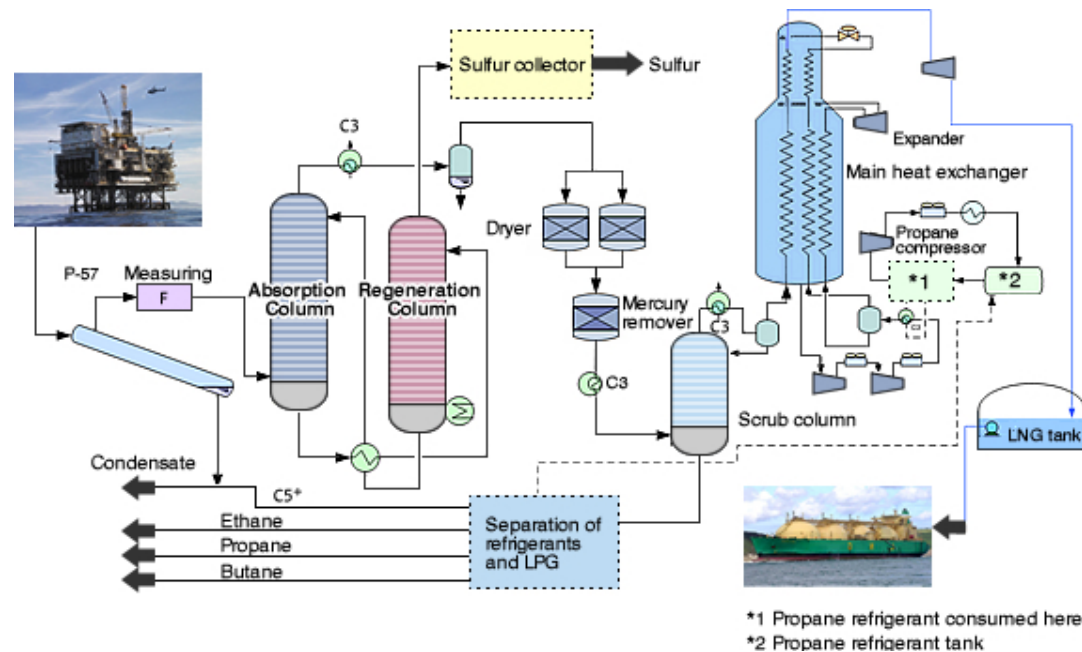 Sulfur collector
Sulfur
C3
Expander
Main heat exchanger
Dryer
Propane
compressor
P-57
Measuring
F
*1
*2
Absorption
Column
Regeneration
Column
Mercury
remover
C3
C3
Scrub column
LNG tank
Condensate
C5+
Ethane
Propane
Butane
Separation of
refrigerants
and LPG
*1 Propane refrigerant consumed here
*2 Propane refrigerant tank